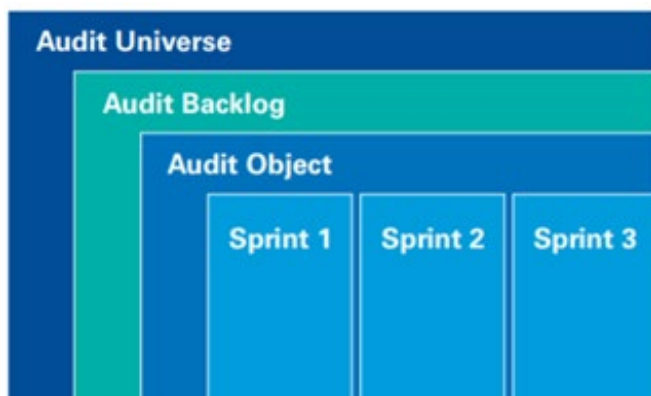 Audit Universe
Audit Backlog
Audit Object
Sprint 1 Sprint 2 Sprint 3